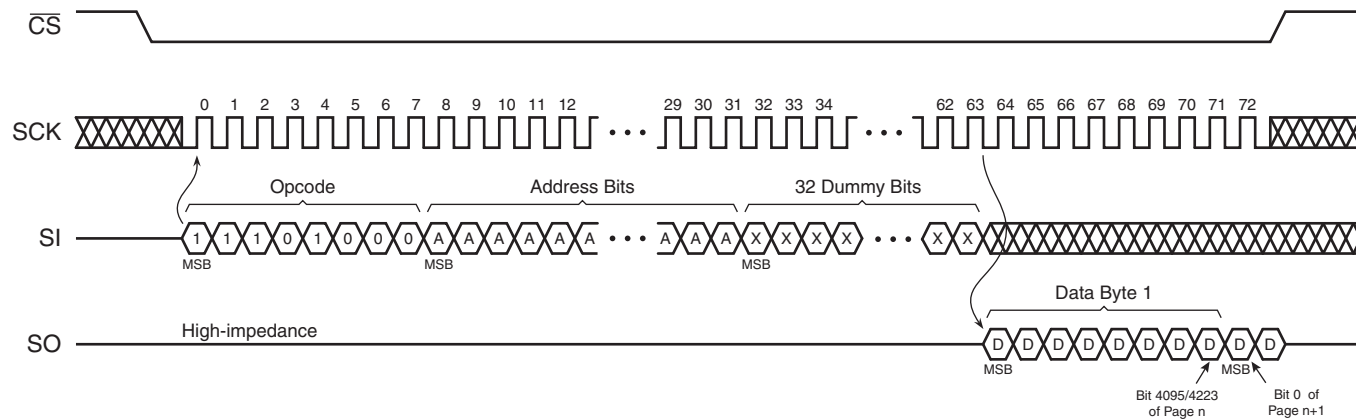 CS
SCK
0 1 2 3 4 5 6 7 8 9 10 11 12 29 30 31 32 33 34 62 63 64 65 66 67 68 69 70 71 72
Opcode Address Bits 32 Dummy Bits
SI
1 1 1 0 1 0 0 0 A A A A A A A A A X X X X X X
MSB MSB MSB
Data Byte 1
SO
High-impedance
D D D D D D D D D D
MSB MSB
Bit 4095/4223
of Page n
Bit 0 of
Page n+1